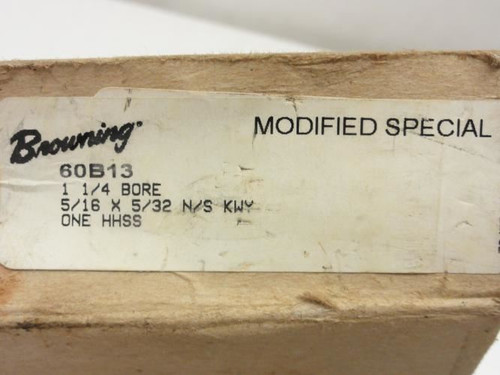 Browning
MODIFIED SPECIAL
60B13
1 1/4 BORE
5/16 X 5/32 N/S KWY
ONE HHSS